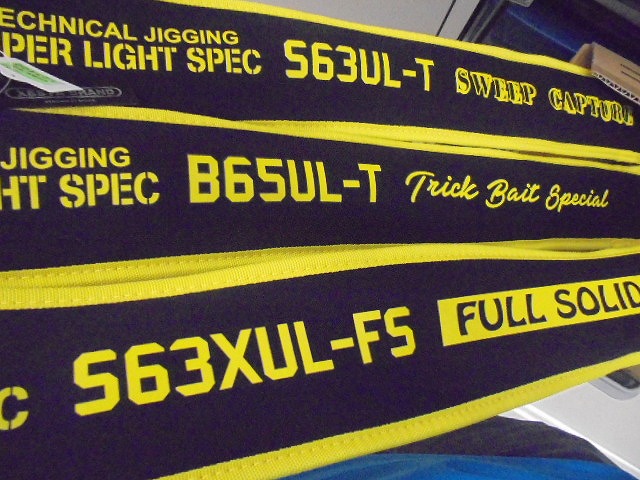 ECHNICAL JIGGING
PER LIGHT SPEC S63UL-T SWEEP CAPTURE
JIGGING
HT SPEC B65UL-T Trick Bait Special
C S63XUL-FS FULL SOLID